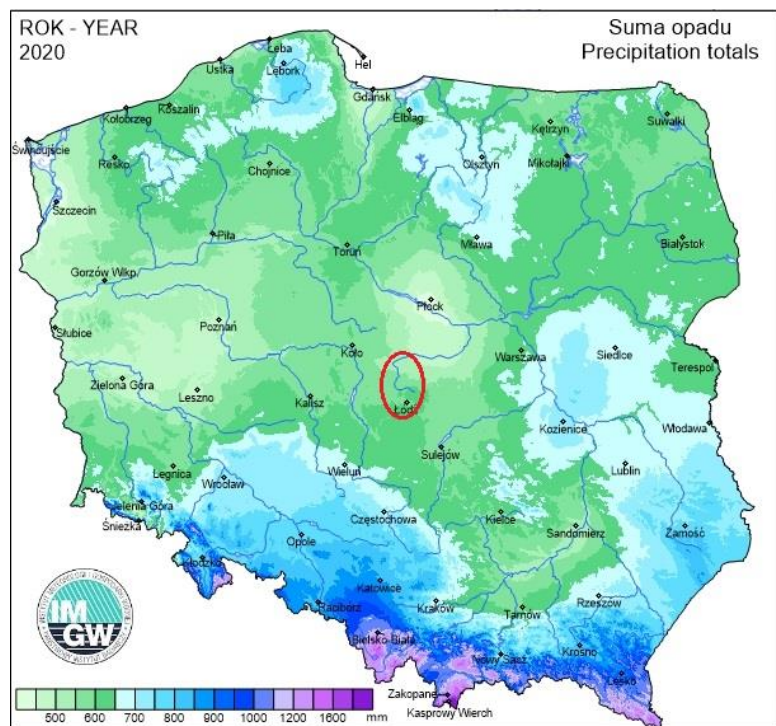 ROK - YEAR
2020
Suma opadu
Precipitation totals
Łeba
Hel
Ustka
Lębork
Gdańsk
Koszalin
Kołobrzeg
Elbląg
Kętrzyn
Suwałki
Świnoujście
Resko
Chojnice
Olsztyn
Mikołajki
Szczecin
Piła
Toruń
Mława
Białystok
Gorzów Wlkp.
Płock
Słubice
Poznań
Koło
Warszawa
Siedlce
Terespol
Zielona Góra
Leszno
Kalisz
Łódź
Kozienice
Włodawa
Sulejów
Legnica
Wrocław
Wieluń
Lublin
Jelenia Góra
Śnieżka
Częstochowa
Kielce
Sandomierz
Zamość
Opole
Kłodzko
Katowice
Kraków
Tarnów
Rzeszów
Racibórz
Bielsko-Biała
Nowy Sącz
Krosno
Lesko
Zakopane
Kasprowy Wierch
IM
GW
500 600 700 800 900 1000 1200 1600 mm